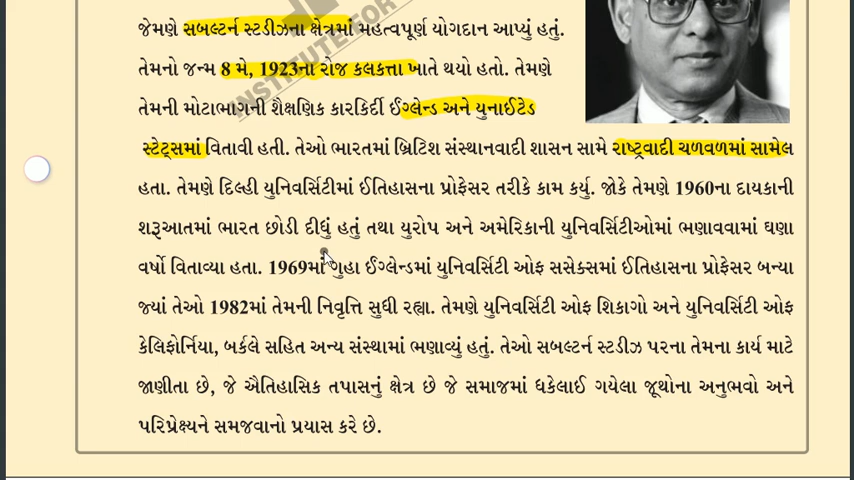 જેમણે સબલ્ટર્ન સ્ટડીઝના ક્ષેત્રમાં મહત્વપૂર્ણ યોગદાન આપ્યું હતું.
તેમનો જન્મ 8 મે, 1923ના રોજ કલકત્તા ખાતે થયો હતો. તેમણે
તેમની મોટાભાગની શૈક્ષણિક કારકિર્દી ઈંગ્લેન્ડ અને યુનાઈટેડ
સ્ટેટ્સમાં વિતાવી હતી. તેઓ ભારતમાં બ્રિટિશ સંસ્થાનવાદી શાસન સામે રાષ્ટ્રવાદી ચળવળમાં સામેલ
હતા. તેમણે દિલ્હી યુનિવર્સિટીમાં ઈતિહાસના પ્રોફેસર તરીકે કામ કર્યુ. જોકે તેમણે 1960ના દાયકાની
શરૂઆતમાં ભારત છોડી દીધું હતું તથા યુરોપ અને અમેરિકાની યુનિવર્સિટીઓમાં ભણાવવામાં ઘણા
વર્ષો વિતાવ્યા હતા. 1969માં ગુહા ઈંગ્લેન્ડમાં યુનિવર્સિટી ઓફ સસેક્સમાં ઈતિહાસના પ્રોફેસર બન્યા
જ્યાં તેઓ 1982માં તેમની નિવૃત્તિ સુધી રહ્યા. તેમણે યુનિવર્સિટી ઓફ શિકાગો અને યુનિવર્સિટી ઓફ
કેલિફોર્નિયા, બર્કલે સહિત અન્ય સંસ્થામાં ભણાવ્યું હતું. તેઓ સબલ્ટર્ન સ્ટડીઝ પરના તેમના કાર્ય માટે
જાણીતા છે, જે ઐતિહાસિક તપાસનું ક્ષેત્ર છે જે સમાજમાં ધકેલાઈ ગયેલા જૂથોના અનુભવો અને
પરિપ્રેક્ષ્યને સમજવાનો પ્રયાસ કરે છે.
INSTITUTE FOR